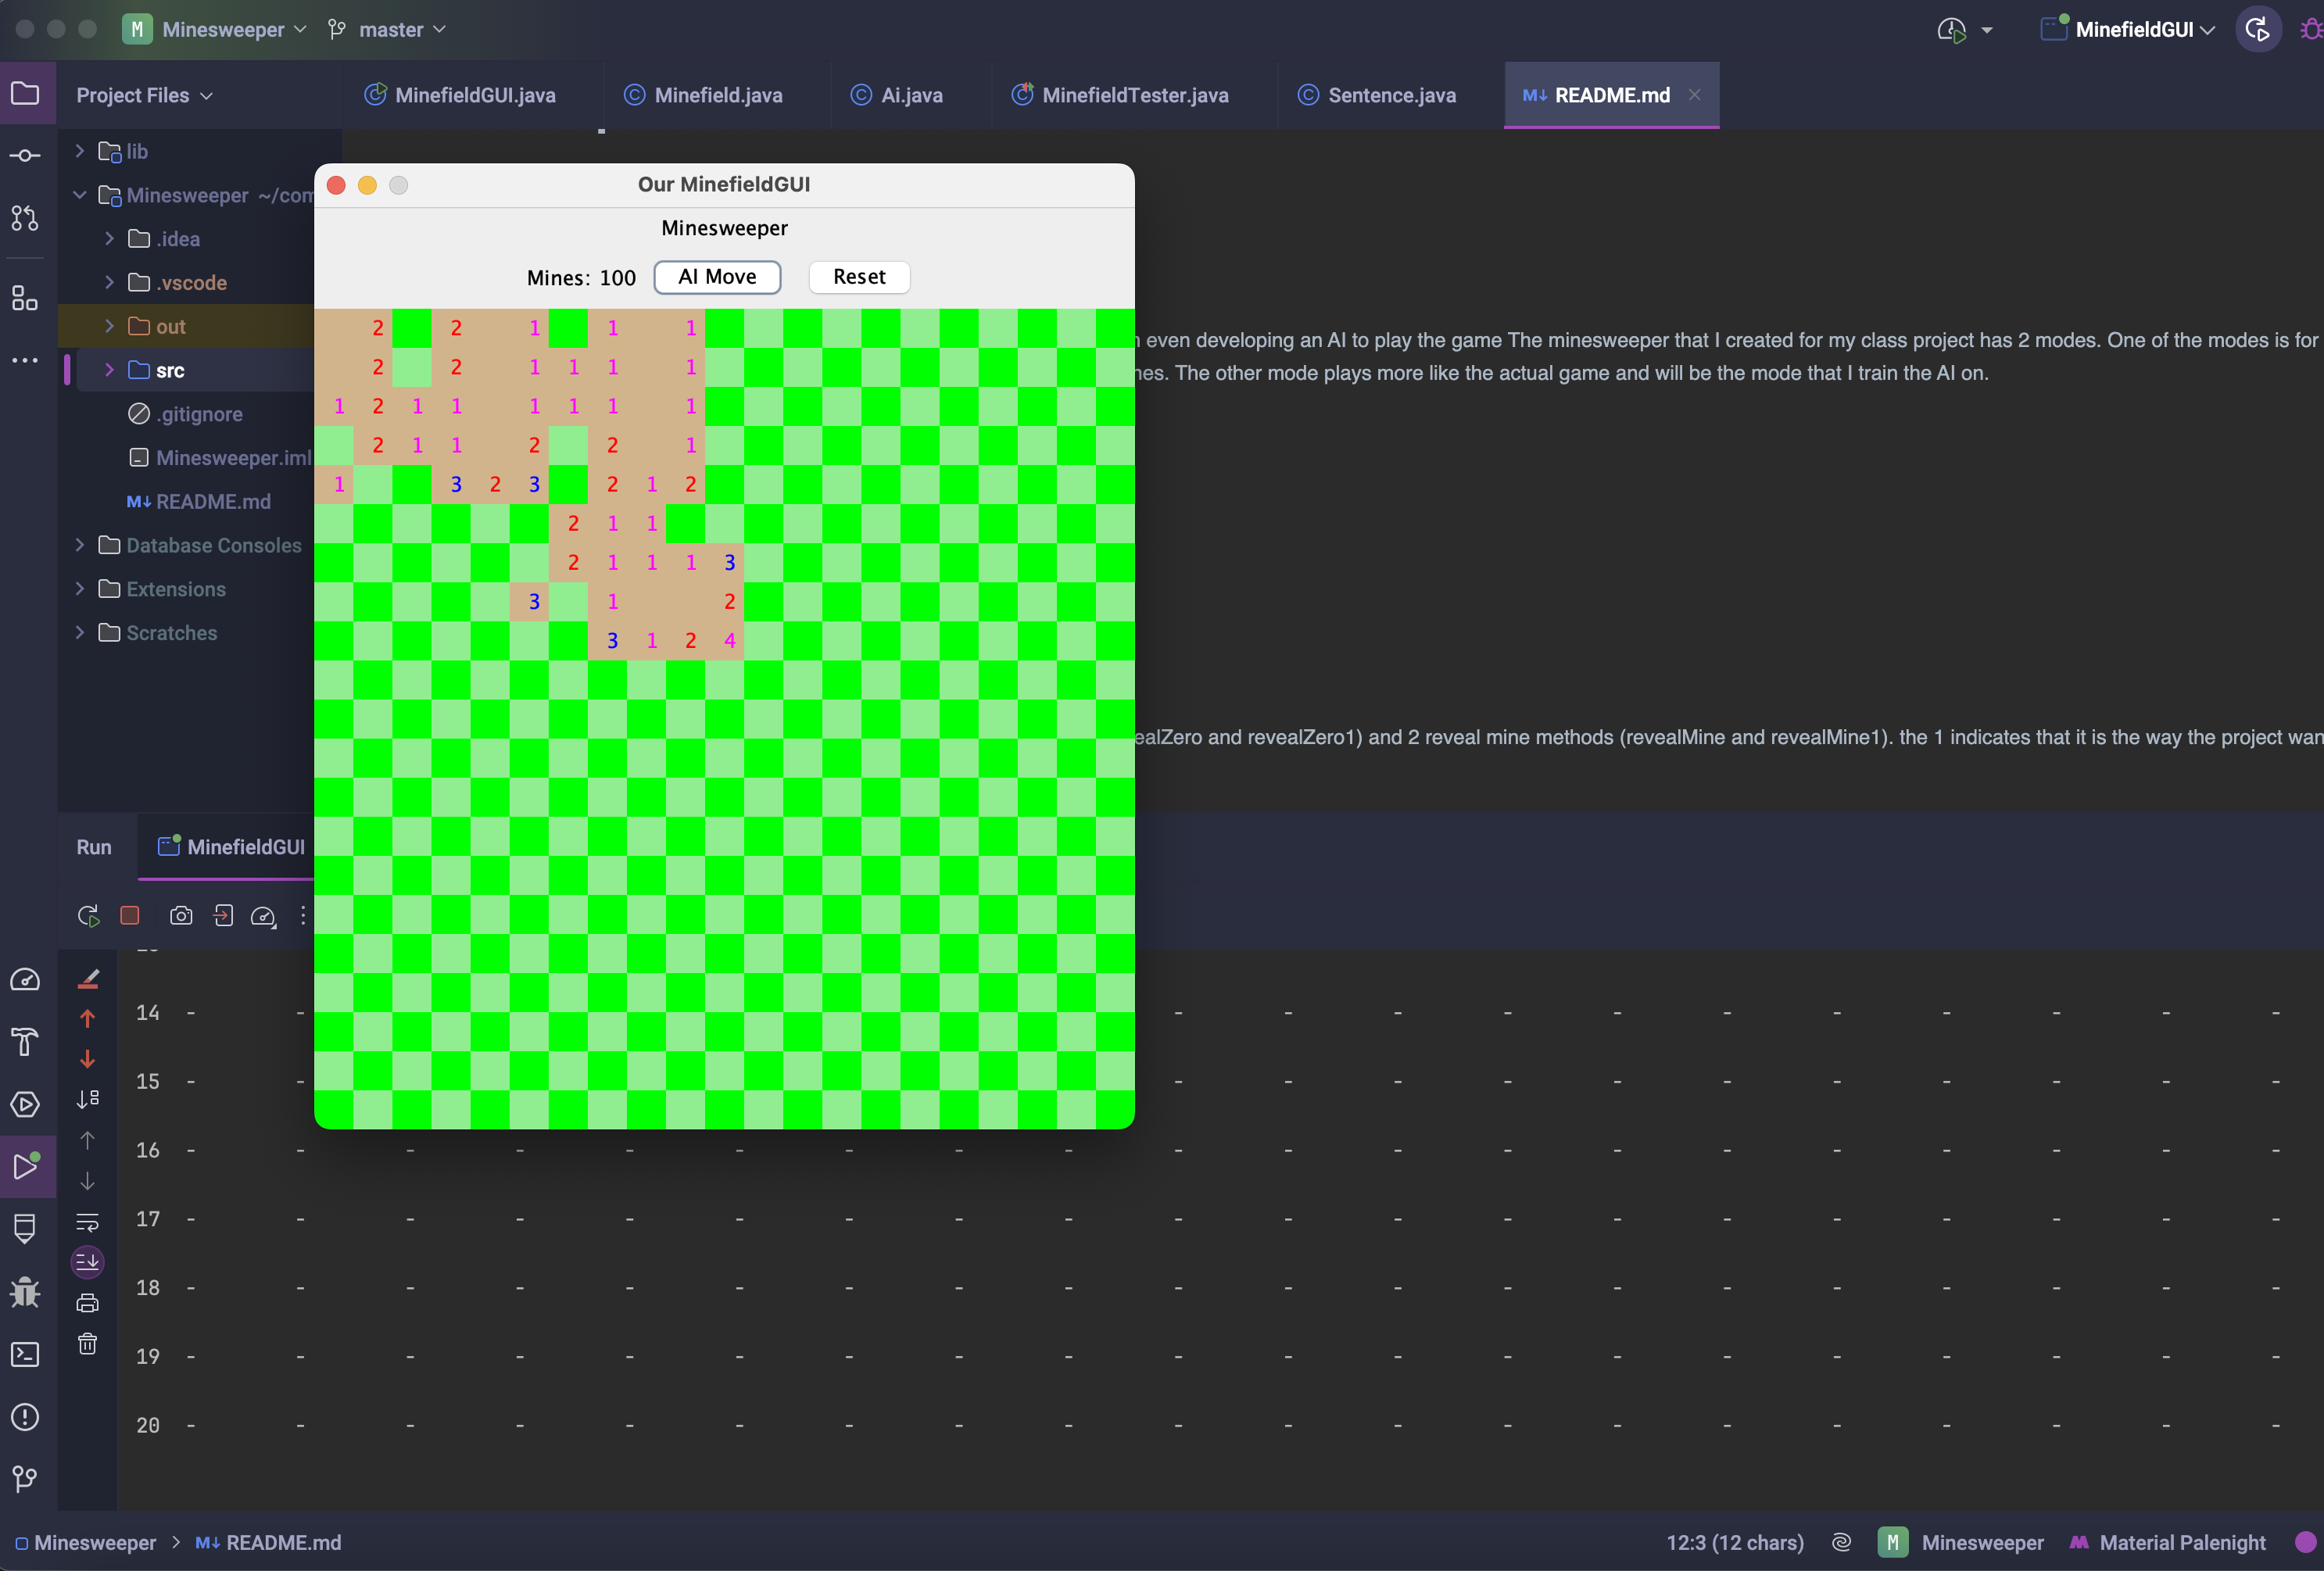 M Minesweeper master MinefieldGUI
Project Files MinefieldGUI.java Minefield.java Ai.java MinefieldTester.java Sentence.java M↓ README.md
lib
Minesweeper
.idea
.vscode
out
src
.gitignore
Minesweeper.iml
M↓ README.md
Database Consoles
Extensions
Scratches
Our MinefieldGUI
Minesweeper
Mines: 100 AI Move Reset
2 2 1 1 1
2 2 1 1 1 1
1 2 1 1 1 1 1 1
2 1 1 2 2 1
1 3 2 3 2 1 2
2 1 1
2 1 1 1 3
3 1 2
3 1 2 4
even developing an AI to play the game The minesweeper that I created for my class project has 2 modes. One of the modes is for
The other mode plays more like the actual game and will be the mode that I train the AI on.
and revealZero1) and 2 reveal mine methods (revealMine and revealMine1). the 1 indicates that it is the way the project
Run MinefieldGUI
14 - - - - - - - - - - - - -
15 - - - - - - - - - - - - -
16 - - - - - - - - - - - - - - - - - - - -
17 - - - - - - - - - - - - - - - - - - - -
18 - - - - - - - - - - - - - - - - - - - -
19 - - - - - - - - - - - - - - - - - - - -
20 - - - - - - - - - - - - - - - - - - - -
Minesweeper > M↓ README.md 12:3 (12 chars) M Minesweeper Material Palenight